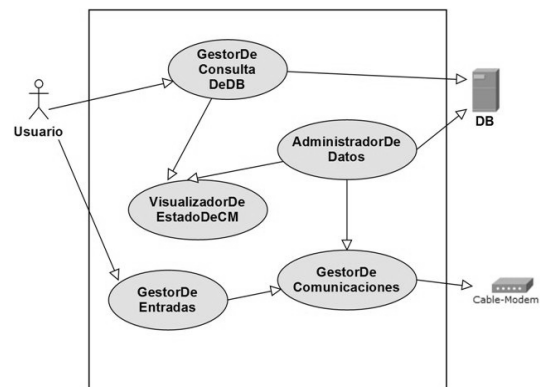 GestorDe
Consulta
DeDB
Usuario
DB
AdministradorDe
Datos
VisualizadorDe
EstadoDeCM
GestorDe
Comunicaciones
GestorDe
Entradas
Cable-Modem